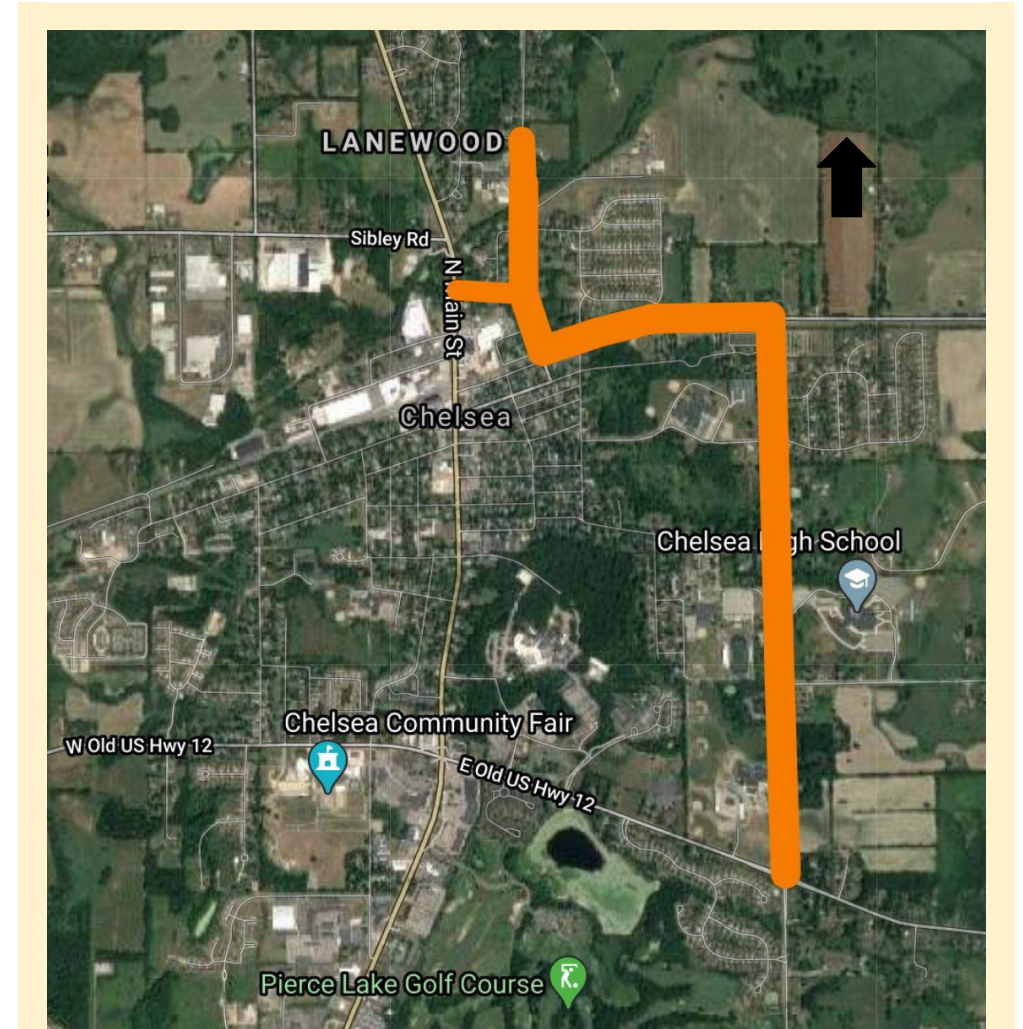 LANEWOOD
Sibley Rd
N Main St
Chelsea
Chelsea High School
Chelsea Community Fair
W Old US Hwy 12
E Old US Hwy 12
Pierce Lake Golf Course